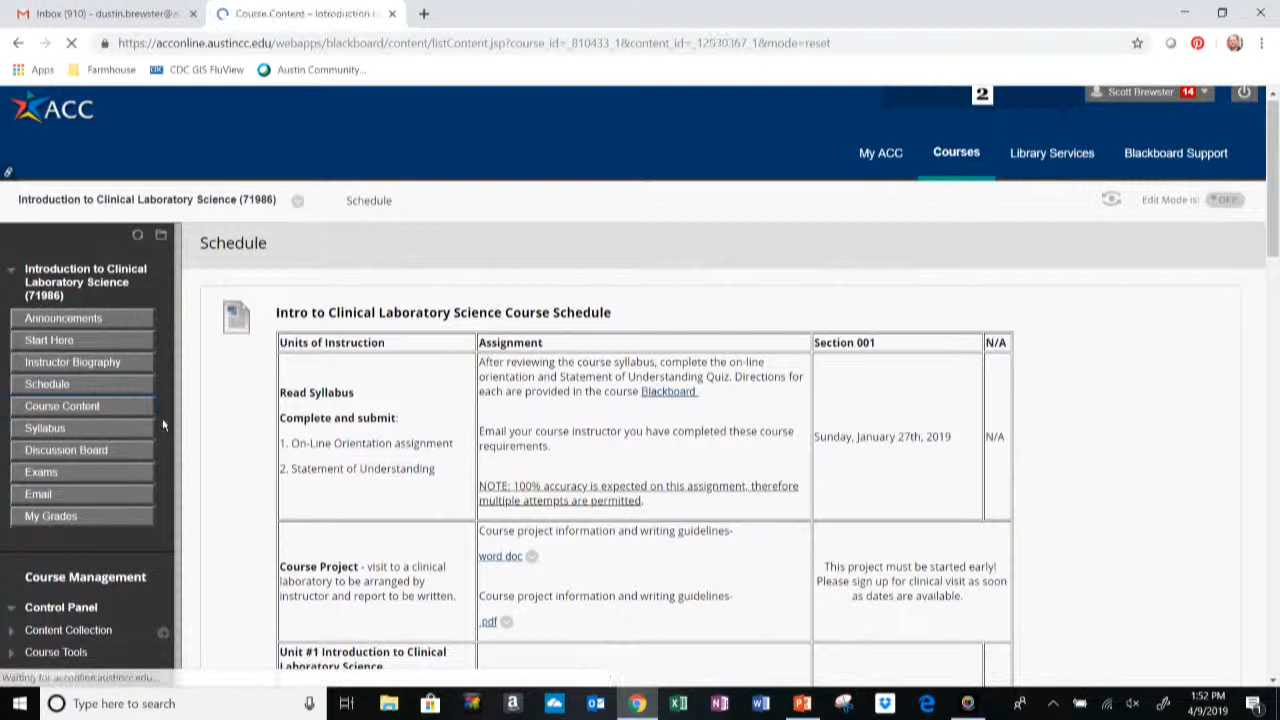 Inbox (910) - dustin.brewster@
Course Content – Introduction t
https://acconline.austincc.edu/webapps/blackboard/content/listContent.jsp?course_id=_810433_1&content_id=_12930367_1&mode=reset
Apps
Farmhouse
CDC GIS FluView
Austin Community...
ACC
2
Scott Brewster 14
My ACC
Courses
Library Services
Blackboard Support
Introduction to Clinical Laboratory Science (71986)
Schedule
Edit Mode is: OFF
Schedule
Introduction to Clinical
Laboratory Science
(71986)
Announcements
Start Here
Instructor Biography
Schedule
Course Content
Syllabus
Discussion Board
Exams
Email
My Grades
Course Management
Control Panel
Content Collection
Course Tools
Intro to Clinical Laboratory Science Course Schedule
Units of Instruction
Assignment
Section 001
N/A
Read Syllabus
Complete and submit:
1. On-Line Orientation assignment
2. Statement of Understanding
After reviewing the course syllabus, complete the on-line
orientation and Statement of Understanding Quiz. Directions for
each are provided in the course Blackboard.
Email your course instructor you have completed these course
requirements.
NOTE: 100% accuracy is expected on this assignment, therefore
multiple attempts are permitted.
Sunday, January 27th, 2019
N/A
Course Project - visit to a clinical
laboratory to be arranged by
instructor and report to be written.
Course project information and writing guidelines-
word doc
Course project information and writing guidelines-
.pdf
This project must be started early!
Please sign up for clinical visit as soon
as dates are available.
Unit #1 Introduction to Clinical
Laboratory Science
Waiting for acconline.austincc.edu...
Type here to search
1:52 PM
4/9/2019